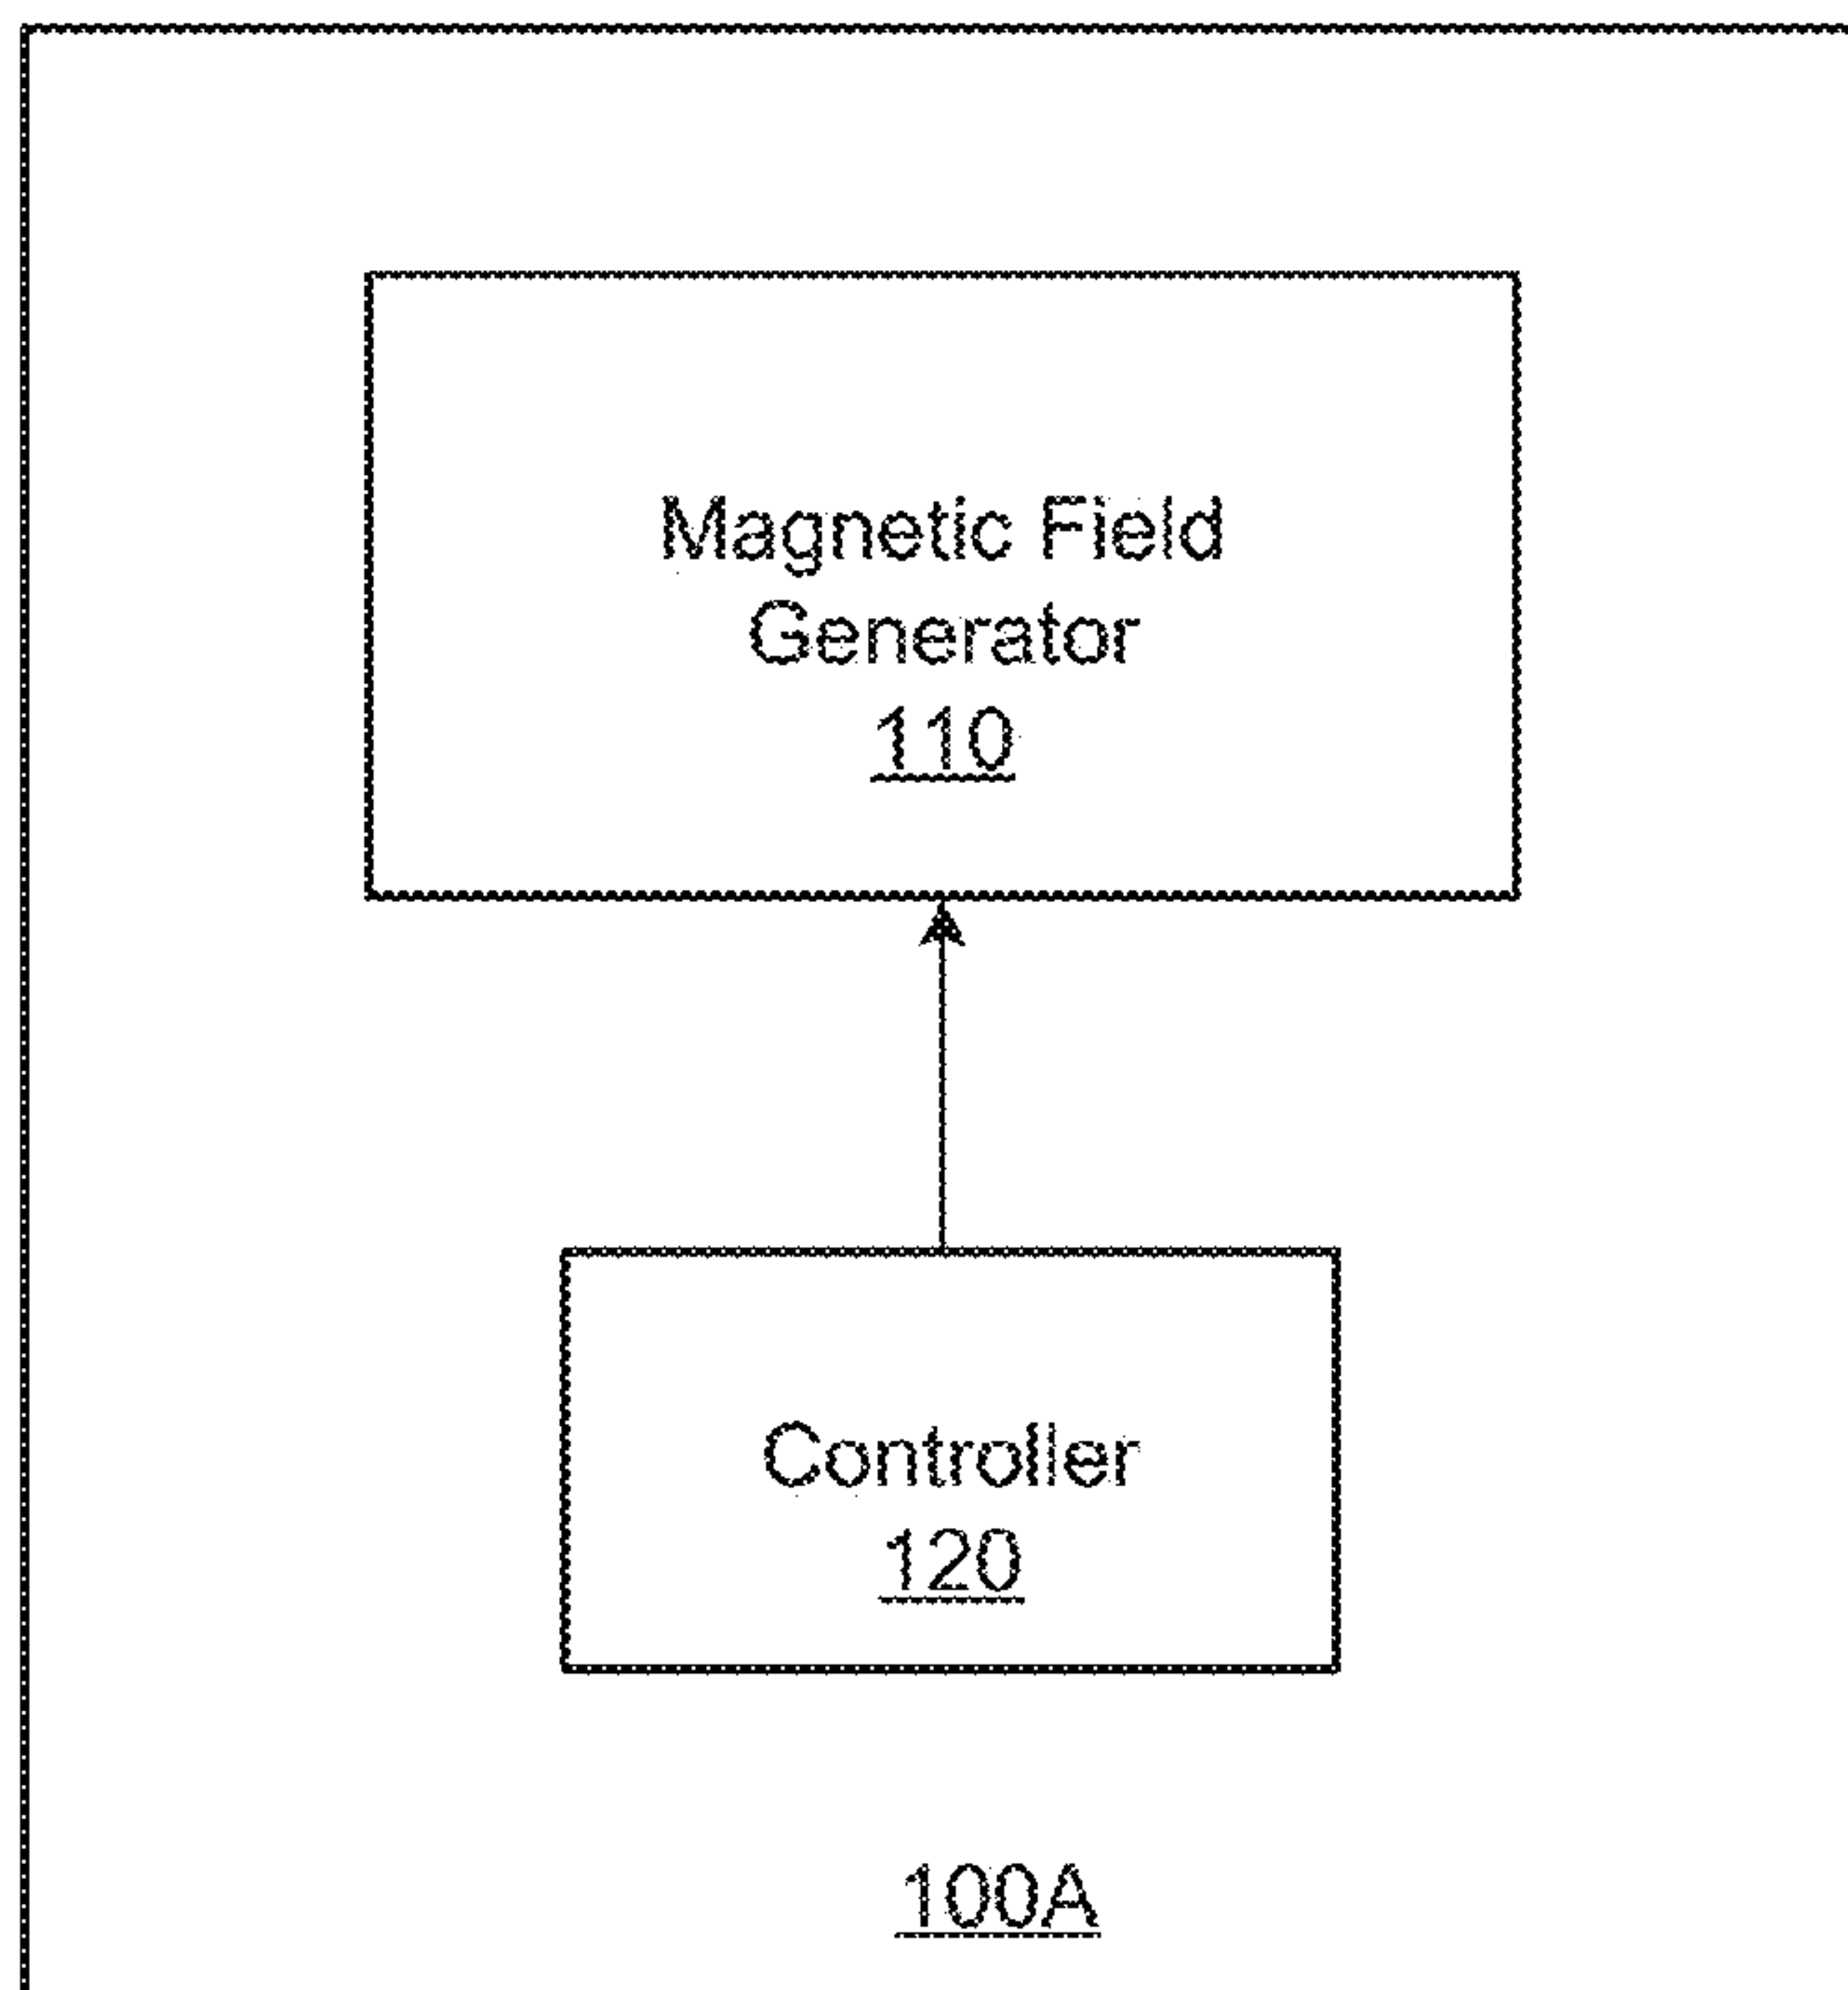 Magnetic Field
Generator
110
Controller
120
100A